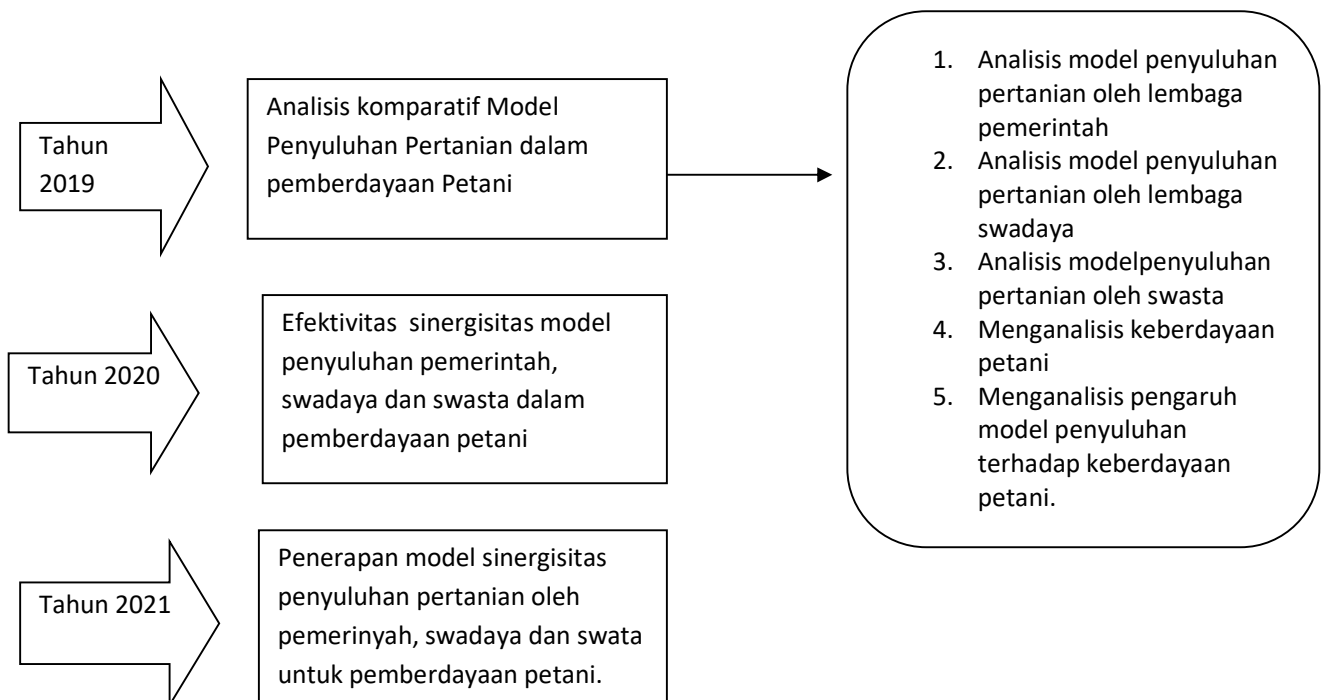 Tahun
2019
Analisis komparatif Model
Penyuluhan Pertanian dalam
pemberdayaan Petani
1. Analisis model penyuluhan
pertanian oleh lembaga
pemerintah
2. Analisis model penyuluhan
pertanian oleh lembaga
swadaya
3. Analisis modelpenyuluhan
pertanian oleh swasta
4. Menganalisis keberdayaan
petani
5. Menganalisis pengaruh
model penyuluhan
terhadap keberdayaan
petani.
Tahun 2020
Efektivitas sinergisitas model
penyuluhan pemerintah,
swadaya dan swasta dalam
pemberdayaan petani
Tahun 2021
Penerapan model sinergisitas
penyuluhan pertanian oleh
pemerinyah, swadaya dan swata
untuk pemberdayaan petani.